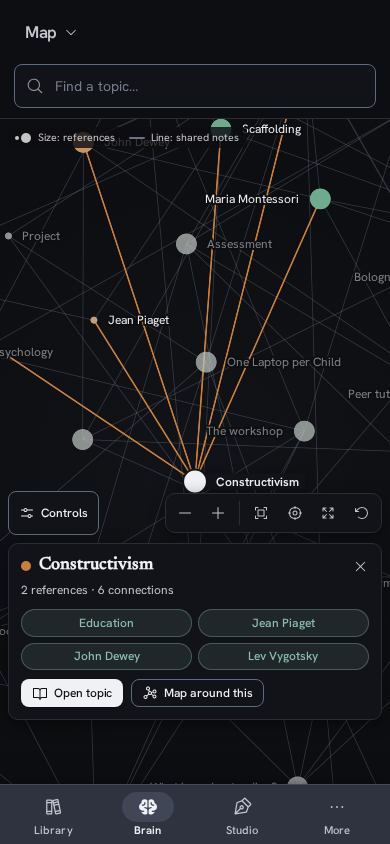 Map
Find a topic...
Scaffolding
Size: references
Line: shared notes
John Dewey
Maria Montessori
Project
Assessment
Bologn
Jean Piaget
sychology
One Laptop per Child
Peer tut
The workshop
Constructivism
Controls
Constructivism
2 references · 6 connections
Education
Jean Piaget
John Dewey
Lev Vygotsky
Open topic
Map around this
Library
Brain
Studio
More